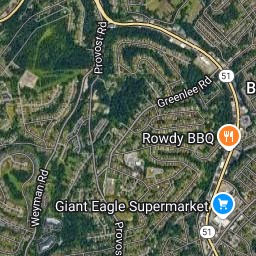 Provost Rd
51
Greenlee Rd
B
Rowdy BBQ
Weyman Rd
Giant Eagle Supermarket
51
Provos